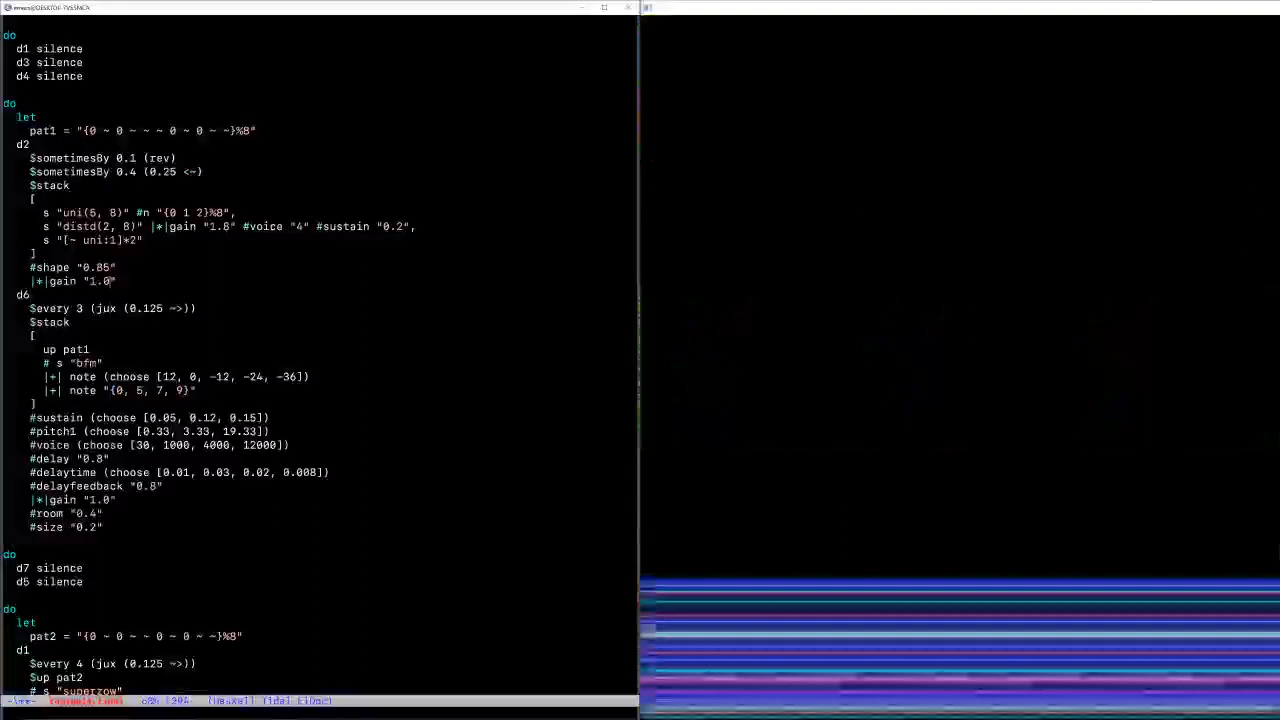 emacs@DESKTOP-7VS5MCA
do
d1 silence
d3 silence
d4 silence
do
let
pat1 = "{0 ~ 0 ~ ~ ~ 0 ~ 0 ~ ~}%8"
d2
$sometimesBy 0.1 (rev)
$sometimesBy 0.4 (0.25 <~)
$stack
[
s "uni(5, 8)" #n "{0 1 2}%8",
s "distd(2, 8)" |*|gain "1.8" #voice "4" #sustain "0.2",
s "[~ uni:1]*2"
]
#shape "0.85"
|*|gain "1.0"
d6
$every 3 (jux (0.125 ~>))
$stack
[
up pat1
# s "bfm"
|+| note (choose [12, 0, -12, -24, -36])
|+| note "{0, 5, 7, 9}"
]
#sustain (choose [0.05, 0.12, 0.15])
#pitch1 (choose [0.33, 3.33, 19.33])
#voice (choose [30, 1000, 4000, 12000])
#delay "0.8"
#delaytime (choose [0.01, 0.03, 0.02, 0.008])
#delayfeedback "0.8"
|*|gain "1.0"
#room "0.4"
#size "0.2"
do
d7 silence
d5 silence
do
let
pat2 = "{0 ~ 0 ~ ~ 0 ~ 0 ~ ~}%8"
d1
$every 4 (jux (0.125 ~>))
$up pat2
# s "superzow"